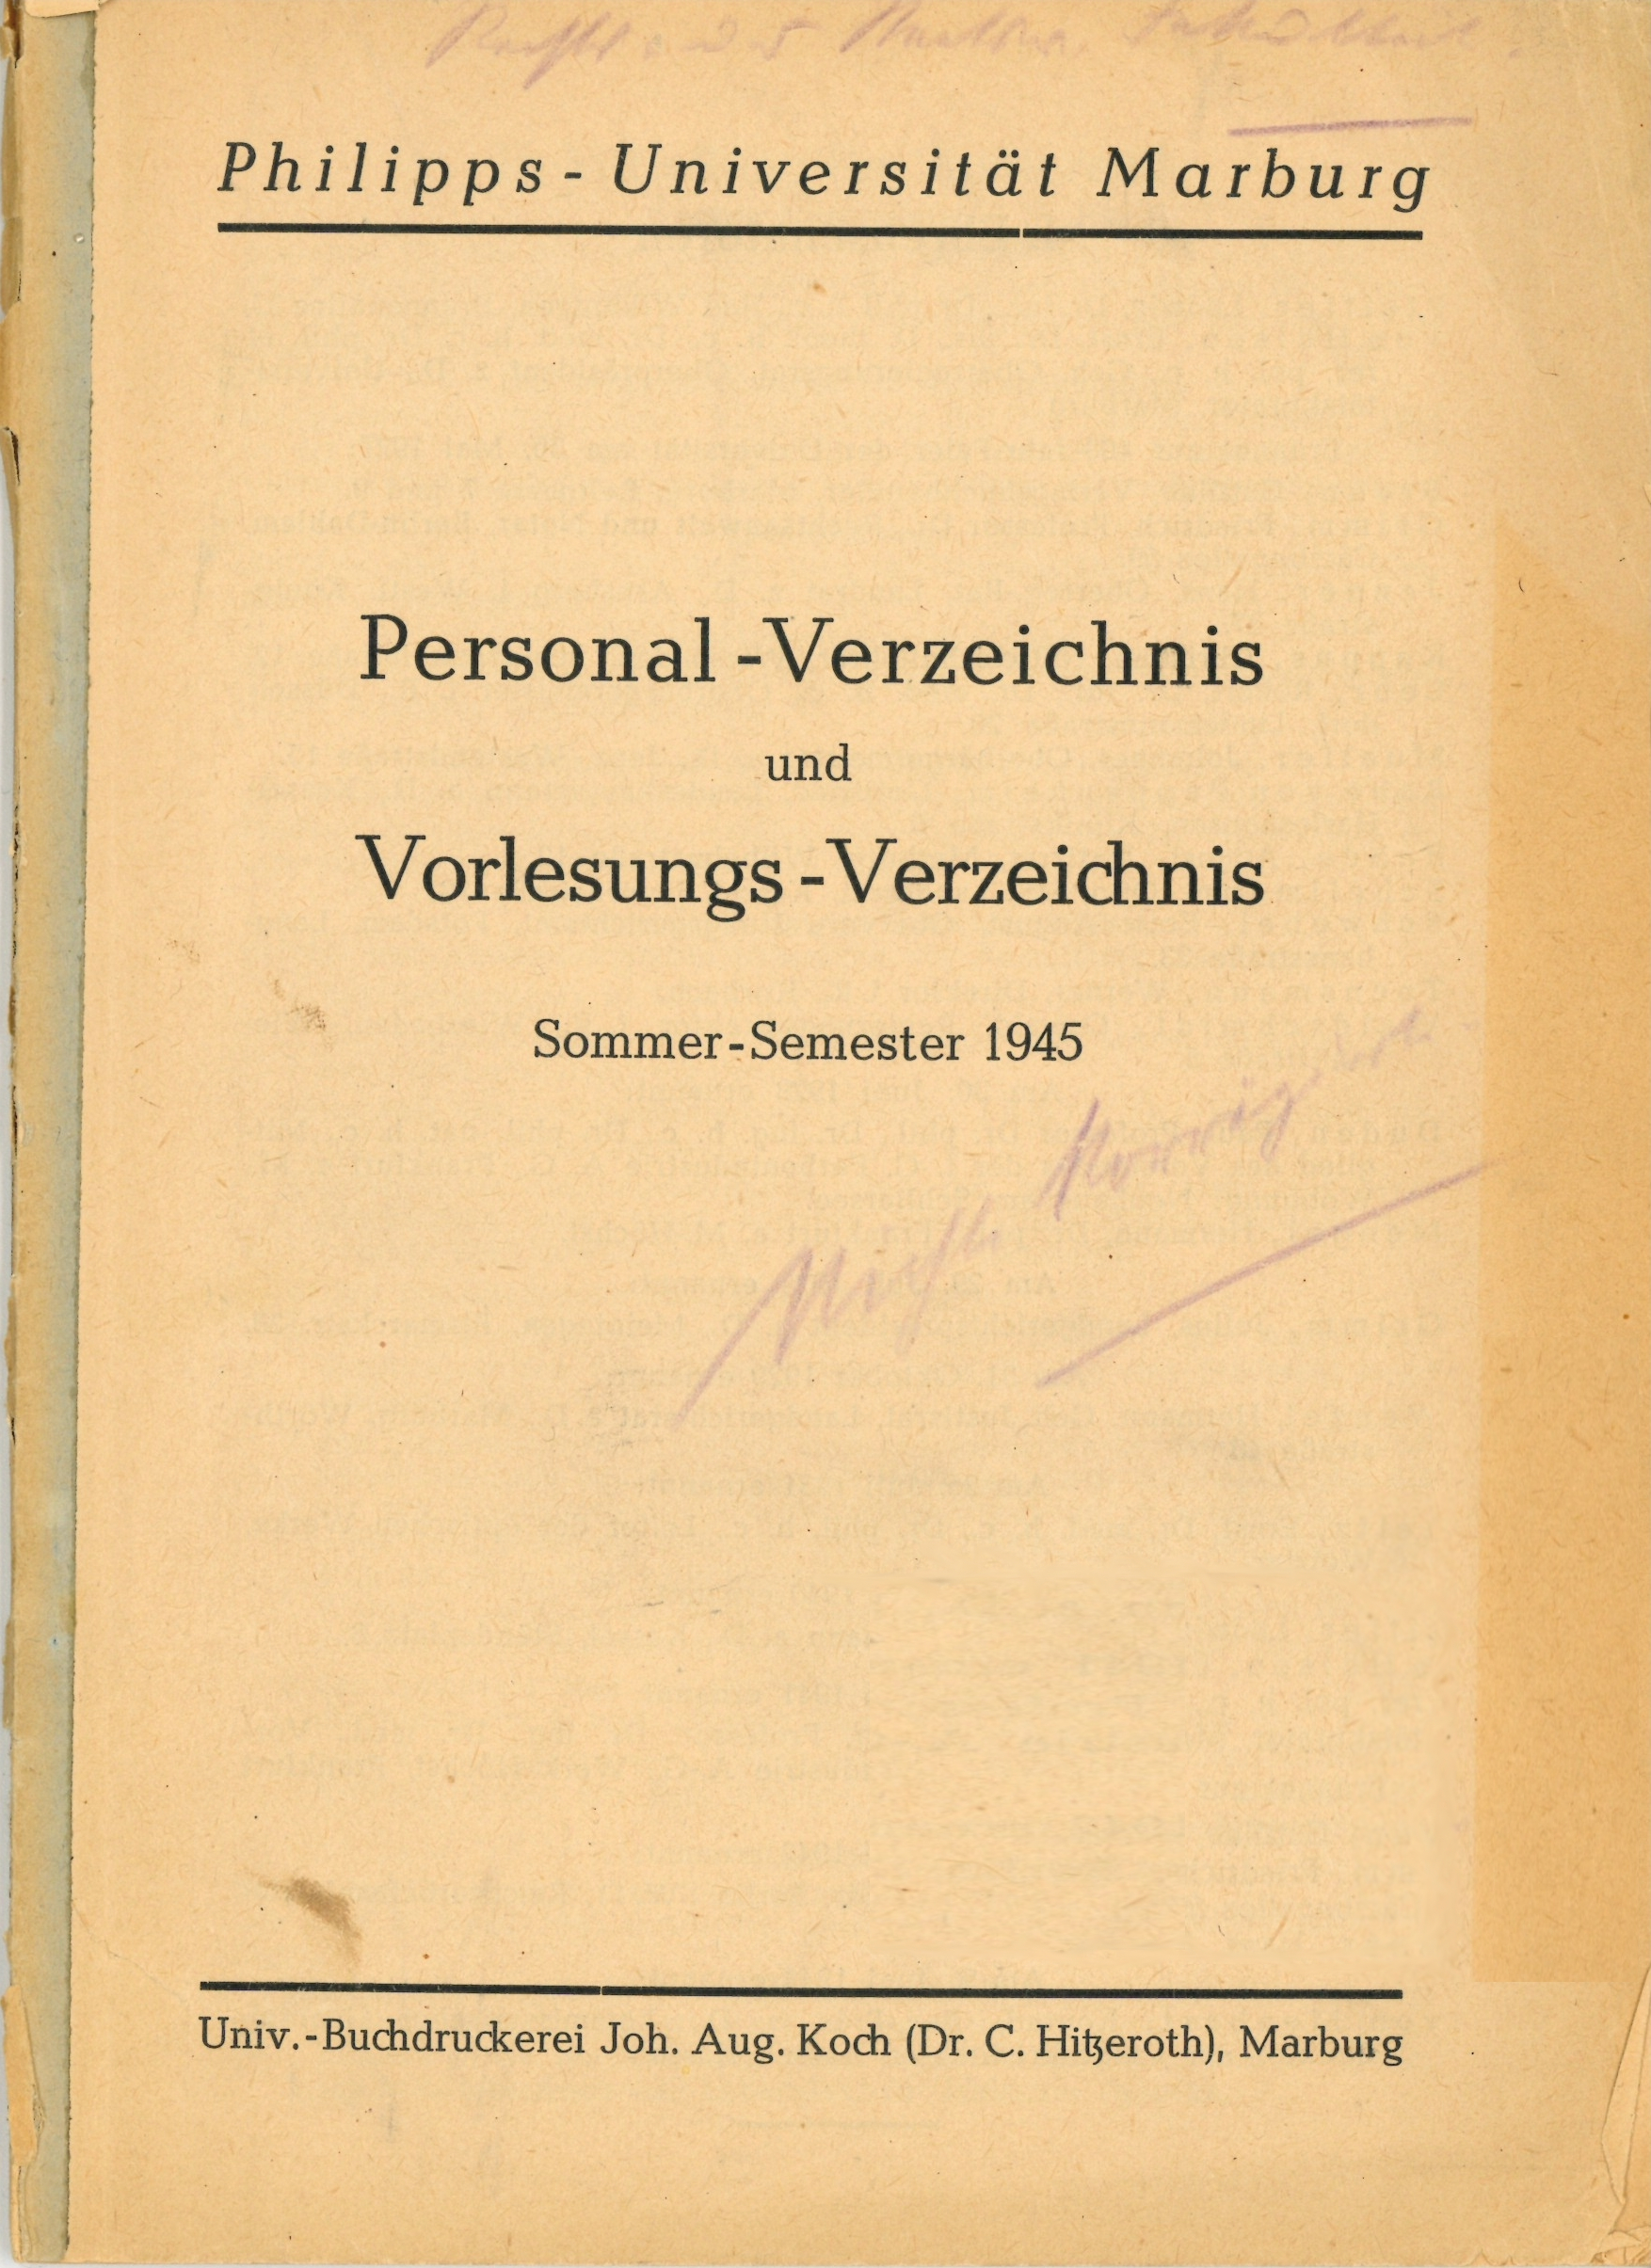 Philipps-Universität Marburg
Personal-Verzeichnis
und
Vorlesungs-Verzeichnis
Sommer-Semester 1945
Univ.-Buchdruckerei Joh. Aug. Koch (Dr. C. Hitzeroth), Marburg